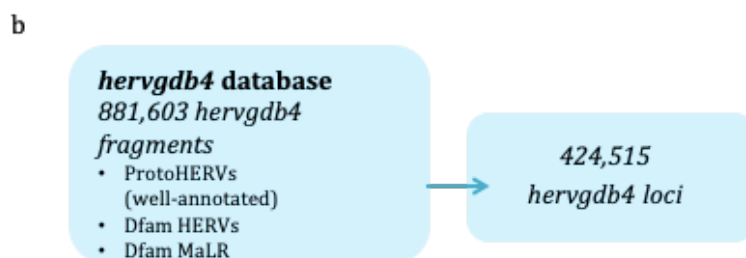 b
hervgdb4 database
881,603 hervgdb4
fragments
• ProtoHERVs
(well-annotated)
• Dfam HERVs
• Dfam MaLR
424,515
hervgdb4 loci